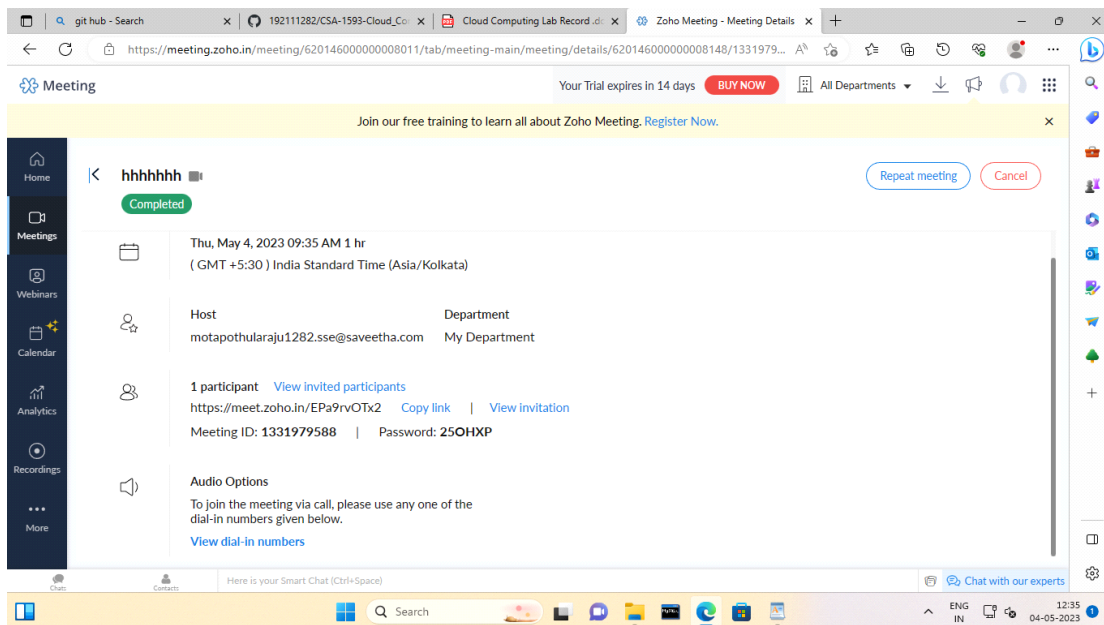 git hub - Search
192111282/CSA-1593-Cloud_Co
Cloud Computing Lab Record .do
Zoho Meeting - Meeting Details
https://meeting.zoho.in/meeting/620146000000008011/tab/meeting-main/meeting/details/620146000000008148/1331979...
Meeting
Your Trial expires in 14 days
BUY NOW
All Departments
Join our free training to learn all about Zoho Meeting. Register Now.
Home
Meetings
Webinars
Calendar
Analytics
Recordings
More
hhhhhhh
Repeat meeting
Cancel
Completed
Thu, May 4, 2023 09:35 AM 1 hr
( GMT +5:30 ) India Standard Time (Asia/Kolkata)
Host Department
motapothularaju1282.sse@saveetha.com My Department
1 participant View invited participants
https://meet.zoho.in/EPa9rvOTx2 Copy link | View invitation
Meeting ID: 1331979588 | Password: 25OHXP
Audio Options
To join the meeting via call, please use any one of the
dial-in numbers given below.
View dial-in numbers
Chats
Contacts
Here is your Smart Chat (Ctrl+Space)
Chat with our experts
Search
ENG
IN
12:35
04-05-2023
1